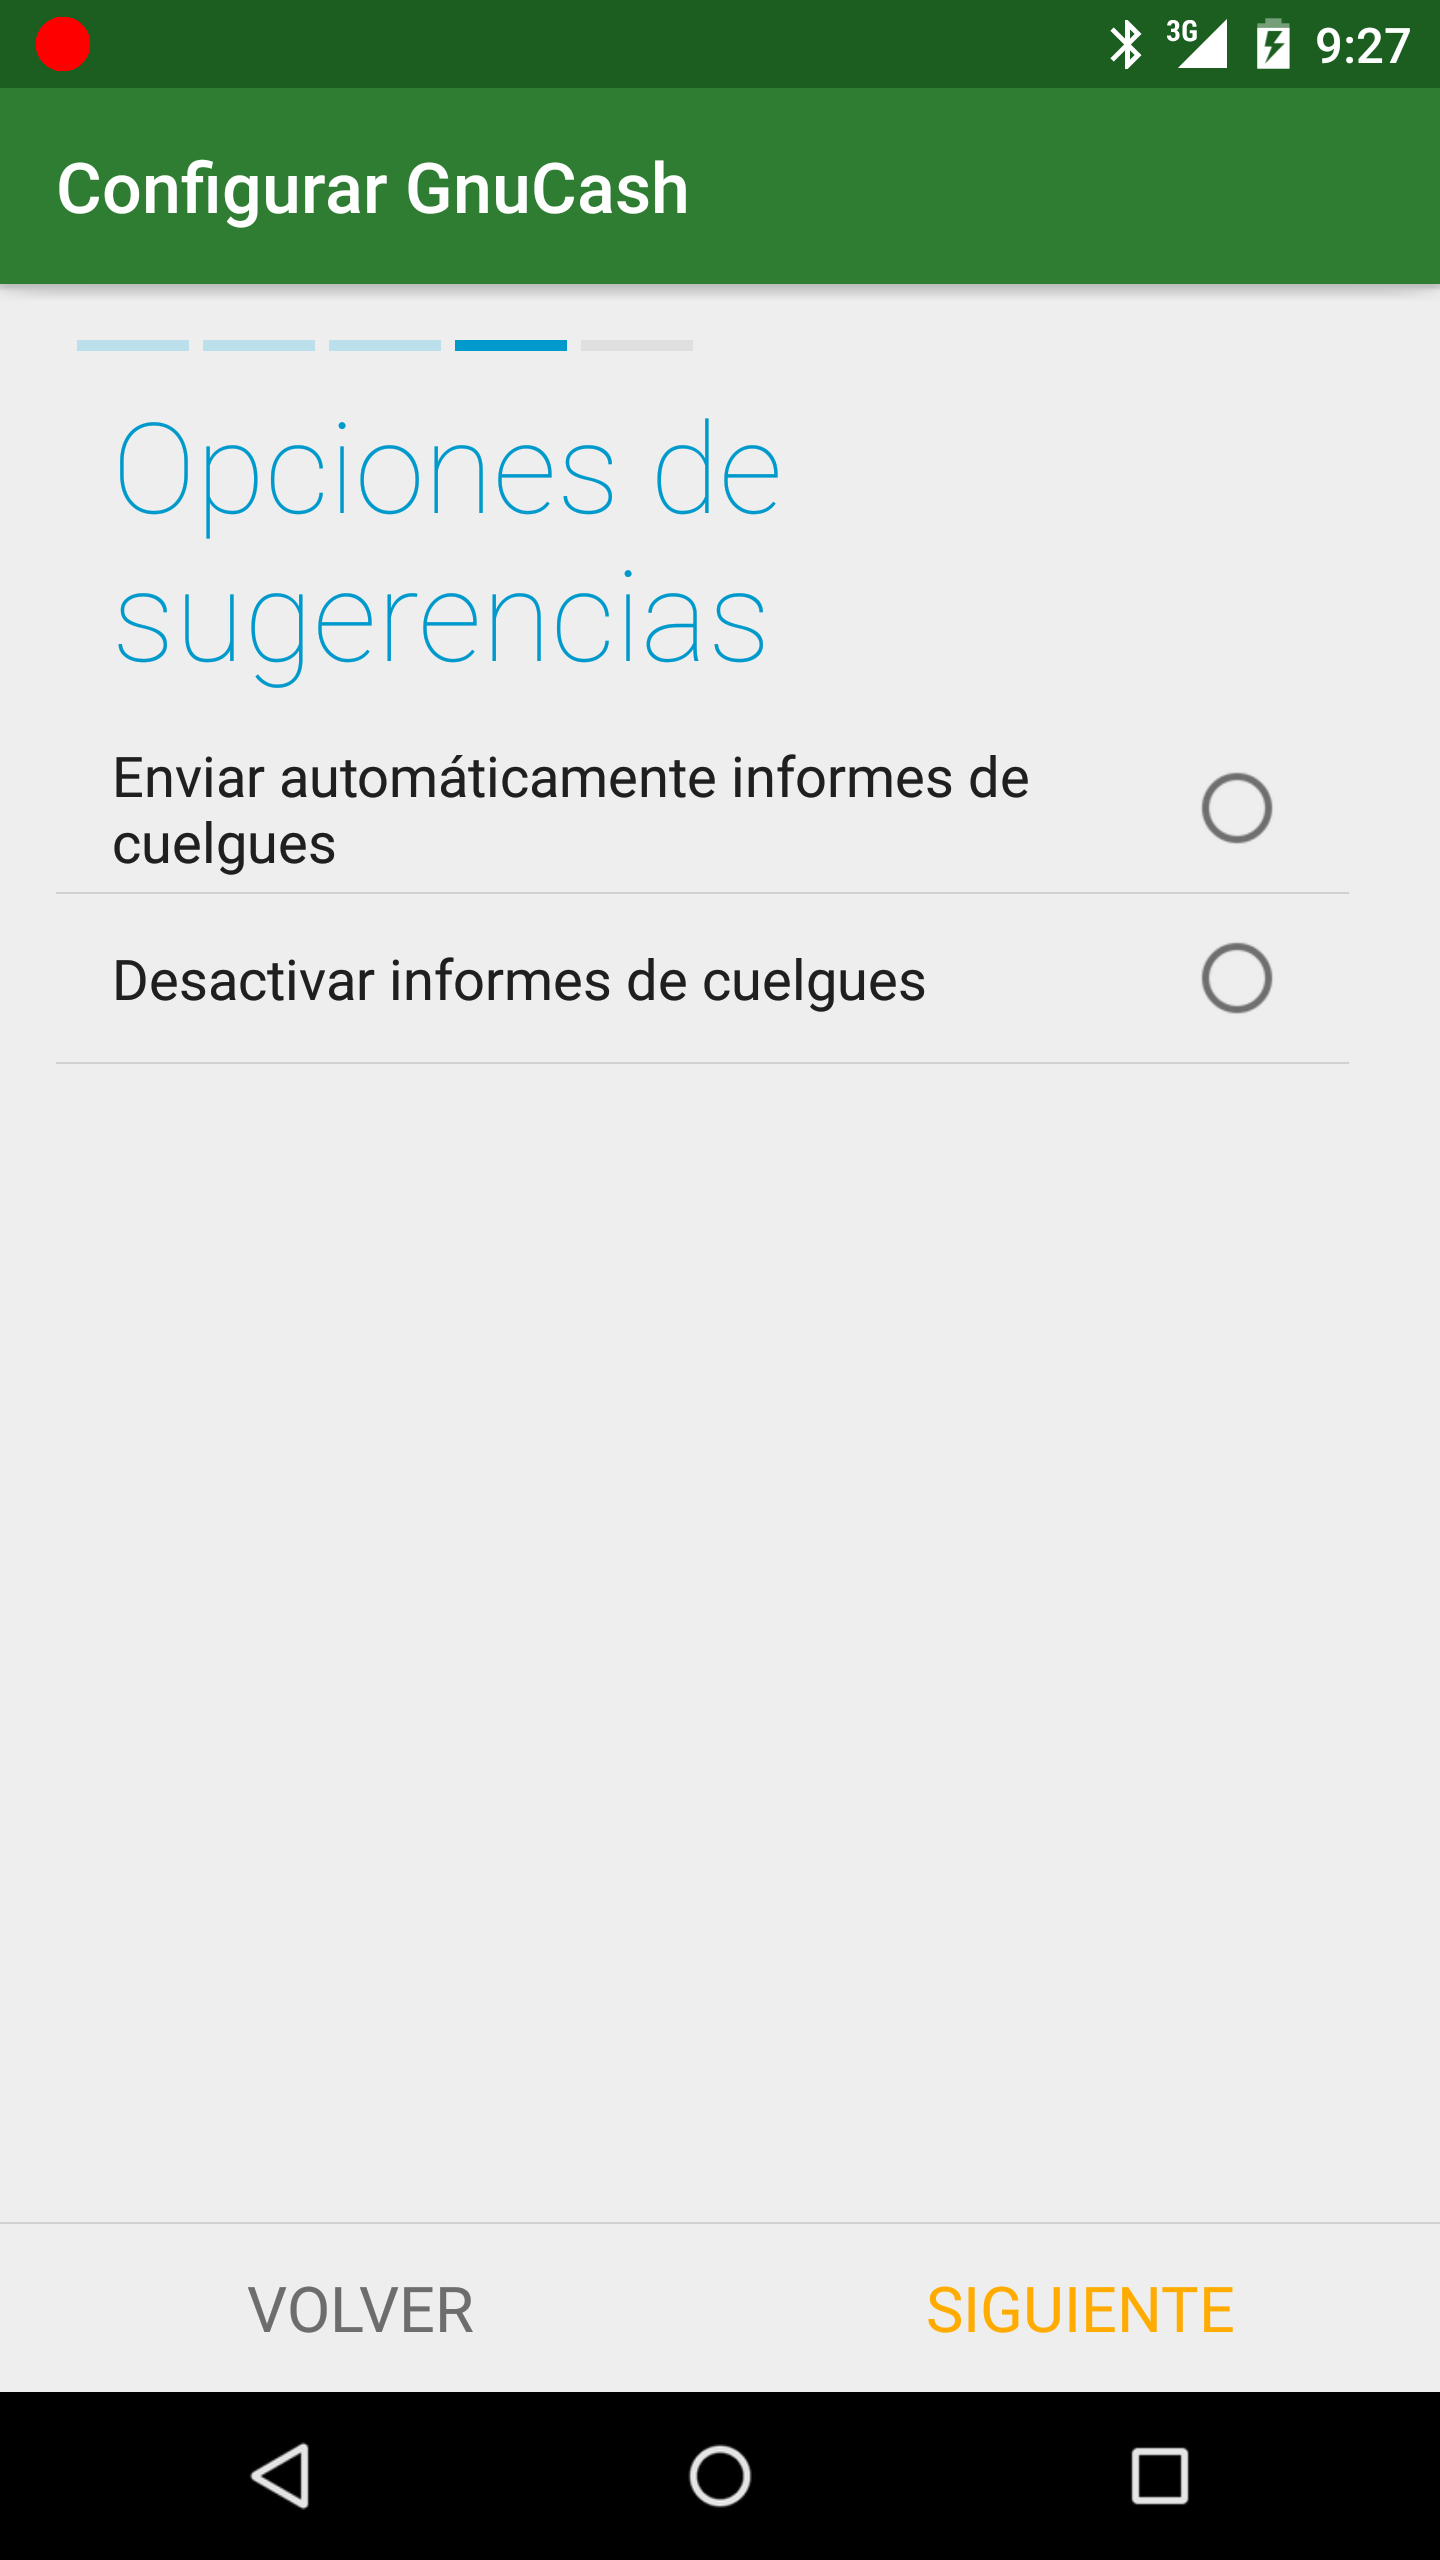 3G 9:27
Configurar GnuCash
Opciones de
sugerencias
Enviar automáticamente informes de
cuelgues
Desactivar informes de cuelgues
VOLVER SIGUIENTE